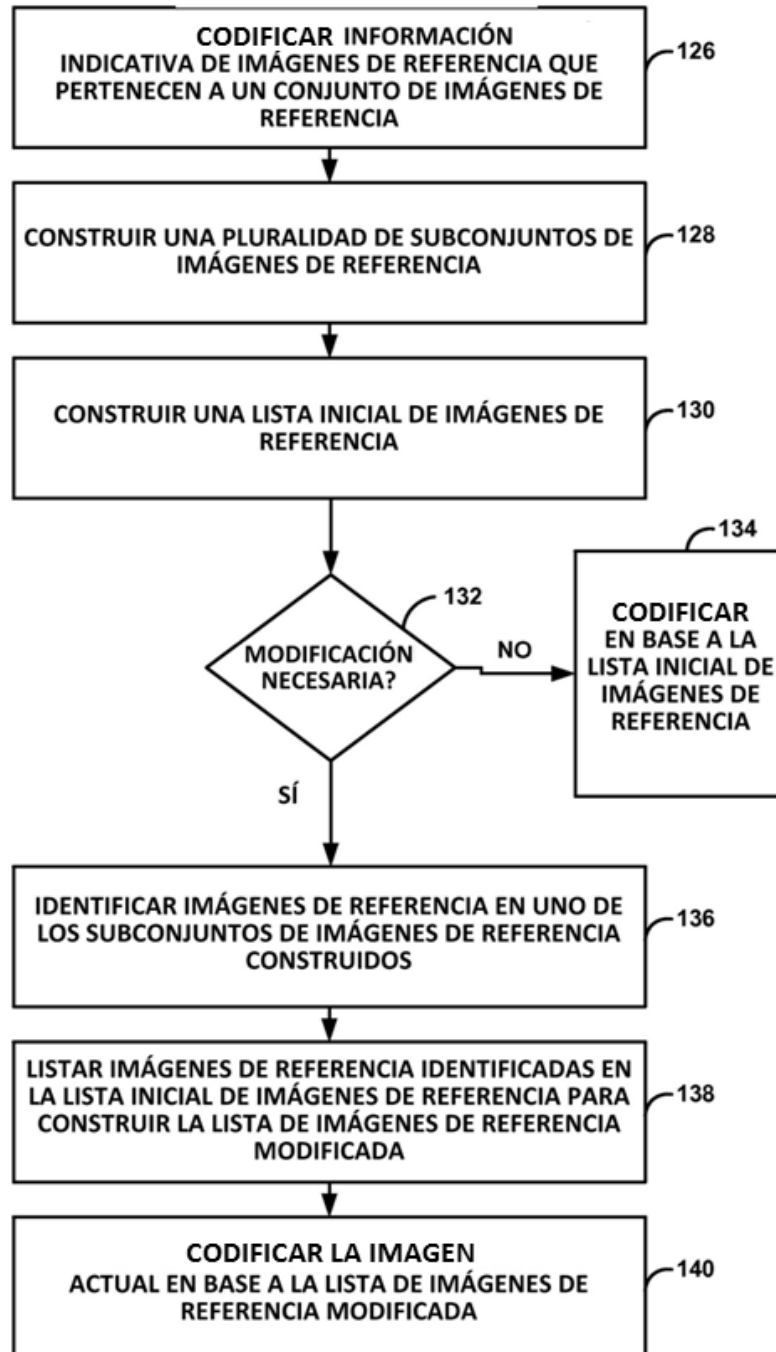 CODIFICAR INFORMACIÓN
INDICATIVA DE IMÁGENES DE REFERENCIA QUE
PERTENECEN A UN CONJUNTO DE IMÁGENES DE
REFERENCIA
126
CONSTRUIR UNA PLURALIDAD DE SUBCONJUNTOS DE
IMÁGENES DE REFERENCIA
128
CONSTRUIR UNA LISTA INICIAL DE IMÁGENES DE
REFERENCIA
130
132
MODIFICACIÓN
NECESARIA?
NO
134
CODIFICAR
EN BASE A LA
LISTA INICIAL DE
IMÁGENES DE
REFERENCIA
SÍ
IDENTIFICAR IMÁGENES DE REFERENCIA EN UNO DE
LOS SUBCONJUNTOS DE IMÁGENES DE REFERENCIA
CONSTRUIDOS
136
LISTAR IMÁGENES DE REFERENCIA IDENTIFICADAS EN
LA LISTA INICIAL DE IMÁGENES DE REFERENCIA PARA
CONSTRUIR LA LISTA DE IMÁGENES DE REFERENCIA
MODIFICADA
138
CODIFICAR LA IMAGEN
ACTUAL EN BASE A LA LISTA DE IMÁGENES DE
REFERENCIA MODIFICADA
140